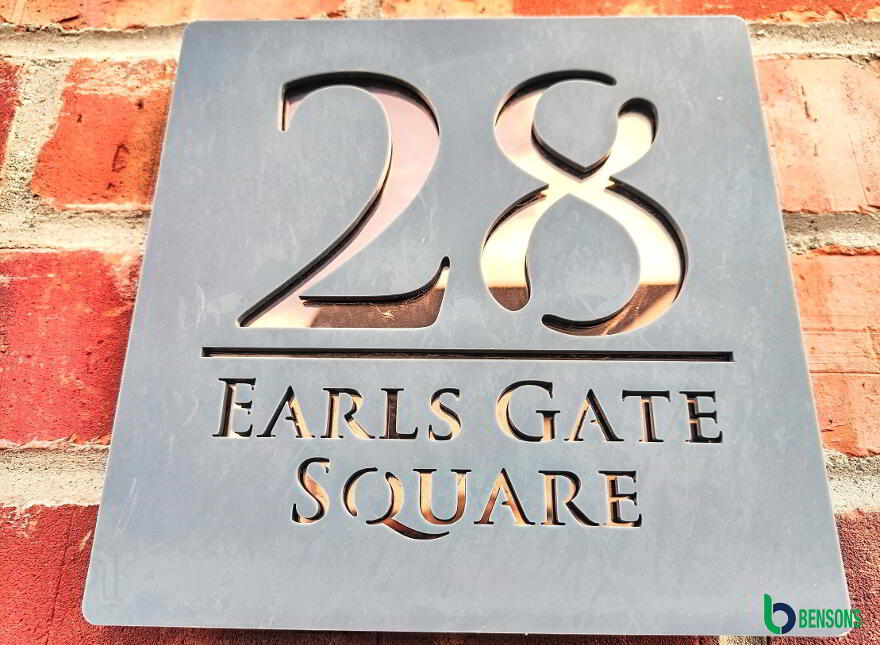 28
EARLS GATE
SQUARE
BENSONS